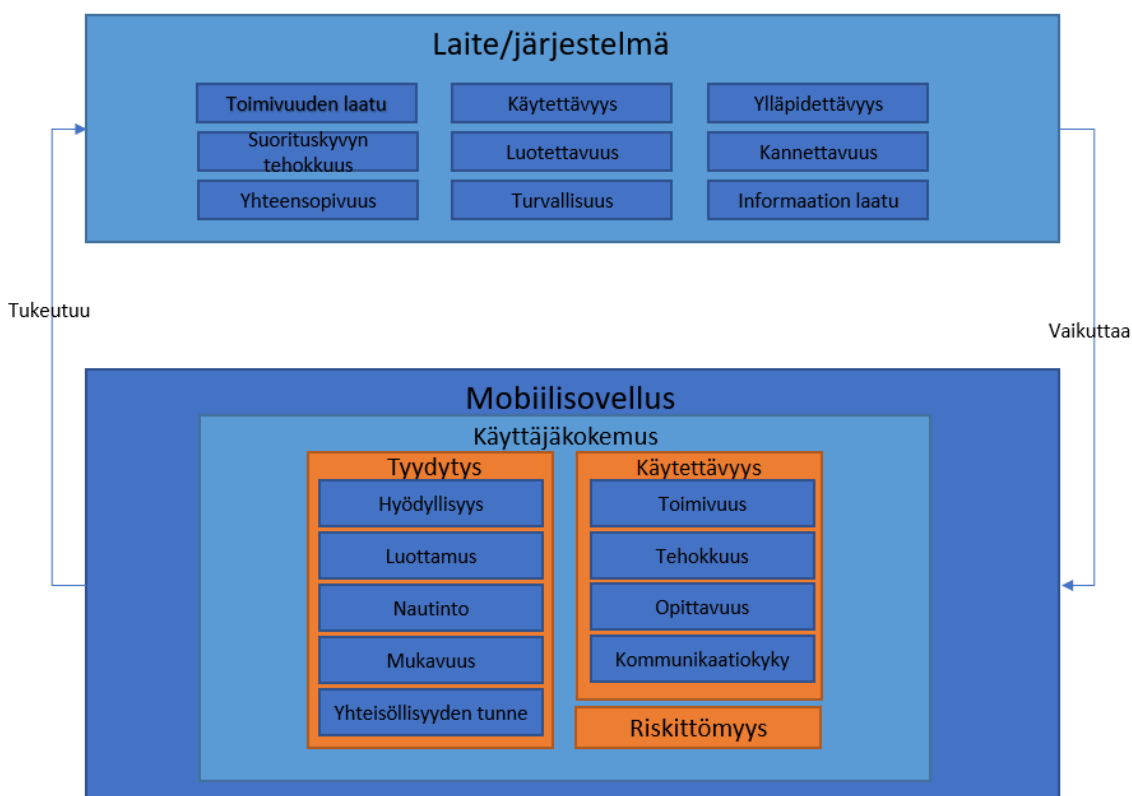 Laite/järjestelmä
Toimivuuden laatu
Käytettävyys
Ylläpidettävyys
Suorituskyvyn
tehokkuus
Luotettavuus
Kannettavuus
Yhteensopivuus
Turvallisuus
Informaation laatu
Tukeutuu
Vaikuttaa
Mobiilisovellus
Käyttäjäkokemus
Tyydytys
Hyödyllisyys
Luottamus
Nautinto
Mukavuus
Yhteisöllisyyden tunne
Käytettävyys
Toimivuus
Tehokkuus
Opittavuus
Kommunikaatiokyky
Riskittömyys